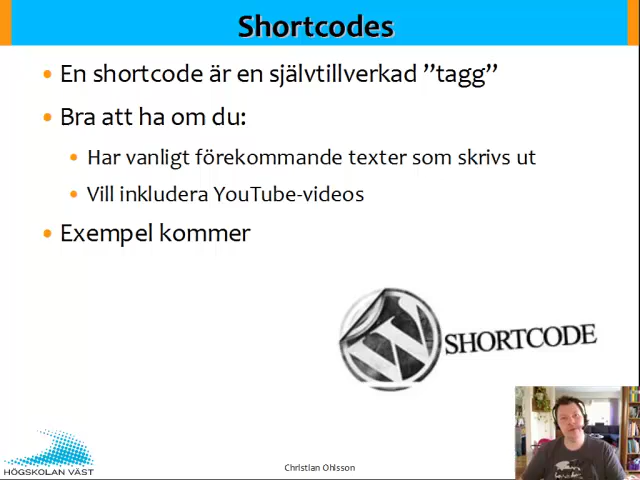 Shortcodes
En shortcode är en självtillverkad ”tagg”
Bra att ha om du:
Har vanligt förekommande texter som skrivs ut
Vill inkludera YouTube-videos
Exempel kommer
SHORTCODE
HÖGSKOLAN VÄST
Christian Ohlsson